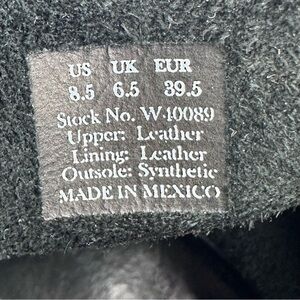 US UK EUR
8.5 6.5 39.5
Stock No. W-10089
Upper: Leather
Lining: Leather
Outsole: Synthetic
MADE IN MEXICO